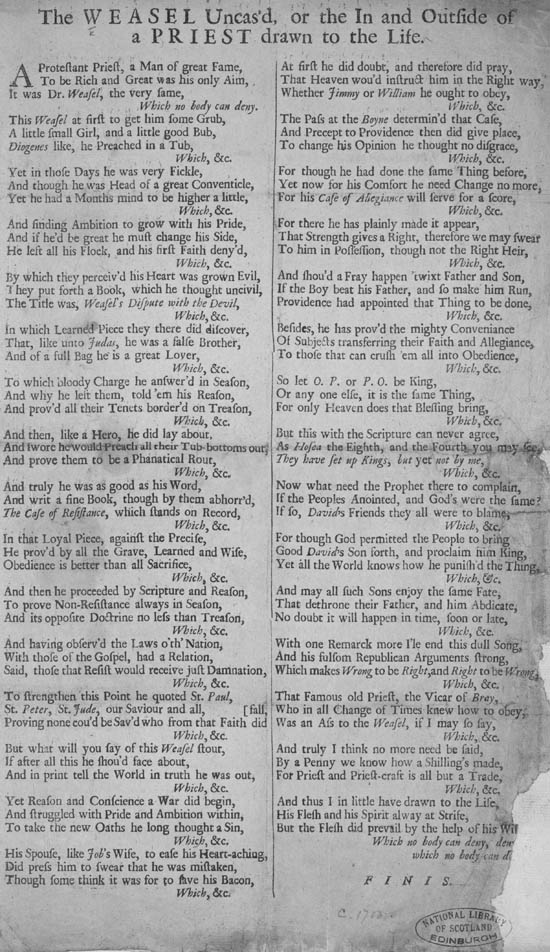 The WEASEL Uncas'd, or the In and Outſide of
a PRIEST drawn to the Life.
A Proteſtant Prieſt, a Man of great Fame,
To be Rich and Great was his only Aim,
It was Dr. Weaſel, the very ſame,
Which no body can deny.
This Weaſel at firſt to get him ſome Grub,
A little ſmall Girl, and a little good Bub,
Diogenes like, he Preached in a Tub,
Which, &c.
Yet in thoſe Days he was very Fickle,
And though he was Head of a great Conventicle,
Yet he had a Months mind to be higher a little,
Which, &c.
And finding Ambition to grow with his Pride,
And if he'd be great he muſt change his Side,
He left all his Flock, and his firſt Faith deny'd,
Which, &c.
By which they perceiv'd his Heart was grown Evil,
They put forth a Book, which he thought uncivil,
The Title was, Weaſel's Diſpute with the Devil,
Which, &c.
In which Learned Piece they there did diſcover,
That, like unto Judas, he was a falſe Brother,
And of a full Bag he is a great Lover,
Which, &c.
To which bloody Charge he anſwer'd in Seaſon,
And why he left them, told 'em his Reaſon,
And prov'd all their Tenets border'd on Treaſon,
Which, &c.
And then, like a Hero, he did lay about,
And ſwore he would Preach all their Tub-bottoms out,
And prove them to be a Phanatical Rout,
Which, &c.
And truly he was as good as his Word,
And writ a fine Book, though by them abhorr'd,
The Caſe of Reſiſtance, which ſtands on Record,
Which, &c.
In that Loyal Piece, againſt the Preciſe,
He prov'd by all the Grave, Learned and Wiſe,
Obedience is better than all Sacrifice,
Which, &c.
And then he proceeded by Scripture and Reaſon,
To prove Non-Reſiſtance always in Seaſon,
And its oppoſite Doctrine no leſs than Treaſon,
Which, &c.
And having obſerv'd the Laws o'th' Nation,
With thoſe of the Goſpel, had a Relation,
Said, thoſe that Reſiſt would receive juſt Damnation,
Which, &c.
To ſtrengthen this Point he quoted St. Paul,
St. Peter, St. Jude, our Saviour and all, [fall,
Proving none cou'd be Sav'd who from that Faith did
Which, &c.
But what will you ſay of this Weaſel ſtout,
If after all this he ſhou'd face about,
And in print tell the World in truth he was out,
Which, &c.
Yet Reaſon and Conſcience a War did begin,
And ſtruggled with Pride and Ambition within,
To take the new Oaths he long thought a Sin,
Which, &c.
His Spouſe, like Job's Wife, to eaſe his Heart-aching,
Did preſs him to ſwear that he was miſtaken,
Though ſome think it was for to ſave his Bacon,
Which, &c.
At firſt he did doubt, and therefore did pray,
That Heaven wou'd inſtruct him in the Right way,
Whether Jimmy or William he ought to obey,
Which, &c.
The Paſs at the Boyne determin'd that Caſe,
And Precept to Providence then did give place,
To change his Opinion he thought no diſgrace,
Which, &c.
For though he had done the ſame Thing before,
Yet now for his Comfort he need Change no more,
For his Caſe of Allegiance will ſerve for a ſcore,
Which, &c.
For there he has plainly made it appear,
That Strength gives a Right, therefore we may ſwear
To him in Poſſeſſion, though not the Right Heir,
Which, &c.
And ſhou'd a Fray happen 'twixt Father and Son,
If the Boy beat his Father, and ſo make him Run,
Providence had appointed that Thing to be done,
Which, &c.
Beſides, he has prov'd the mighty Conveniance
Of Subjects transferring their Faith and Allegiance,
To thoſe that can cruſh 'em all into Obedience,
Which, &c.
So let O. P. or P. O. be King,
Or any one elſe, it is the ſame Thing,
For only Heaven does that Bleſſing bring,
Which, &c.
But this with the Scripture can never agree,
As Hoſea the Eighth, and the Fourth you may ſee,
They have ſet up Kings, but yet not by me,
Which, &c.
Now what need the Prophet there to complain,
If the Peoples Anointed, and God's were the ſame?
If ſo, David's Friends they all were to blame,
Which, &c.
For though God permitted the People to bring
Good David's Son forth, and proclaim him King,
Yet all the World knows how he puniſh'd the Thing,
Which, &c.
And may all ſuch Sons enjoy the ſame Fate,
That dethrone their Father, and him Abdicate,
No doubt it will happen in time, ſoon or late,
Which, &c.
With one Remarck more I'le end this dull Song,
And his fulſom Republican Arguments ſtrong,
Which makes Wrong to be Right, and Right to be Wrong,
Which, &c.
That Famous old Prieſt, the Vicar of Bray,
Who in all Change of Times knew how to obey,
Was an Aſs to the Weaſel, if I may ſo ſay,
Which, &c.
And truly I think no more need be ſaid,
By a Penny we know how a Shilling's made,
For Prieſt and Prieſt-craft is all but a Trade,
Which, &c.
And thus I in little have drawn to the Life,
His Fleſh and his Spirit alway at Strife,
But the Fleſh did prevail by the help of his Wif
Which no body can deny, deny
which no body can d
FINIS.
NATIONAL LIBRARY
OF SCOTLAND
EDINBURGH